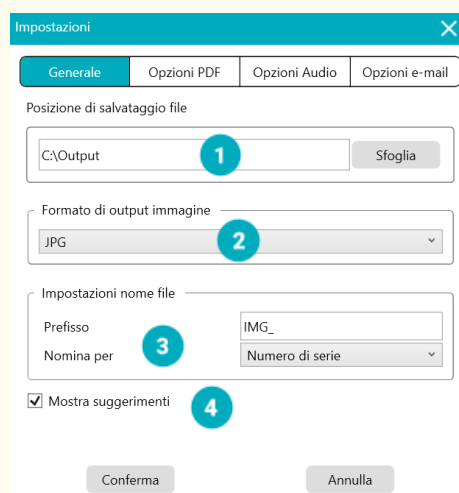 Impostazioni
Generale Opzioni PDF Opzioni Audio Opzioni e-mail
Posizione di salvataggio file
C:\Output 1 Sfoglia
Formato di output immagine
JPG 2
Impostazioni nome file
Prefisso IMG_
3
Nomina per Numero di serie
Mostra suggerimenti 4
Conferma Annulla